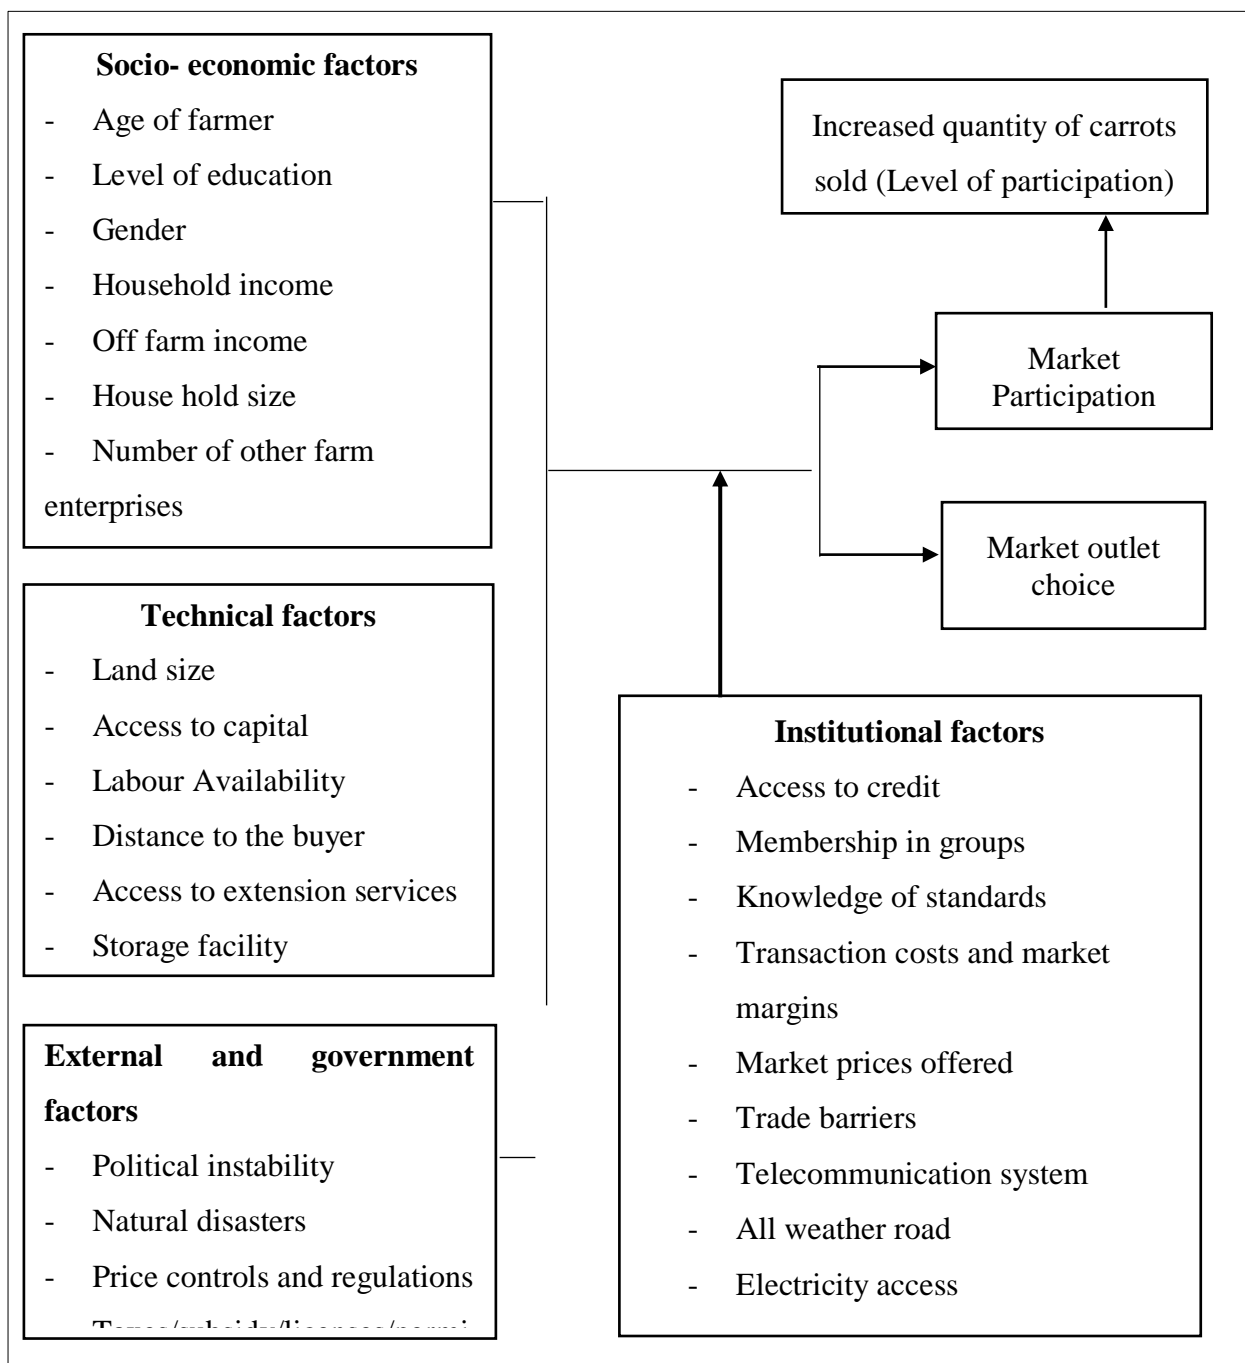 Socio- economic factors
- Age of farmer
- Level of education
- Gender
- Household income
- Off farm income
- House hold size
- Number of other farm
enterprises
Technical factors
- Land size
- Access to capital
- Labour Availability
- Distance to the buyer
- Access to extension services
- Storage facility
External and government
factors
- Political instability
- Natural disasters
- Price controls and regulations
- Taxes/subsidy/licenses/permi
Increased quantity of carrots
sold (Level of participation)
Market
Participation
Market outlet
choice
Institutional factors
- Access to credit
- Membership in groups
- Knowledge of standards
- Transaction costs and market
margins
- Market prices offered
- Trade barriers
- Telecommunication system
- All weather road
- Electricity access